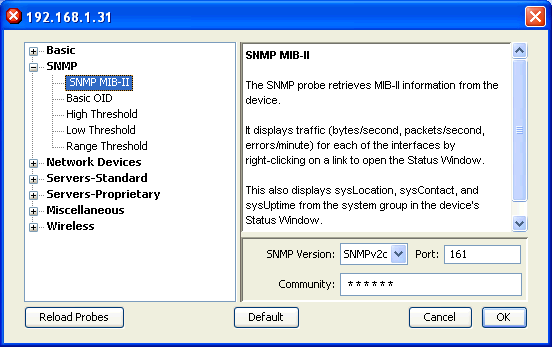 192.168.1.31
Basic
SNMP
SNMP MIB-II
Basic OID
High Threshold
Low Threshold
Range Threshold
Network Devices
Servers-Standard
Servers-Proprietary
Miscellaneous
Wireless
SNMP MIB-II
The SNMP probe retrieves MIB-II information from the
device.
It displays traffic (bytes/second, packets/second,
errors/minute) for each of the interfaces by
right-clicking on a link to open the Status Window.
This also displays sysLocation, sysContact, and
sysUptime from the system group in the device's
Status Window.
SNMP Version: SNMPv2c Port: 161
Community: ******
Reload Probes Default Cancel OK